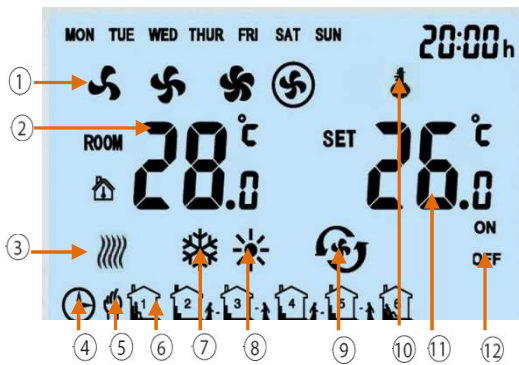 MON TUE WED THUR FRI SAT SUN 20:00h
1
2 ROOM 28.0 °C SET 26.0 °C
3 ON
OFF
1 2 3 4 5 6
4 5 6 7 8 9 10 11 12